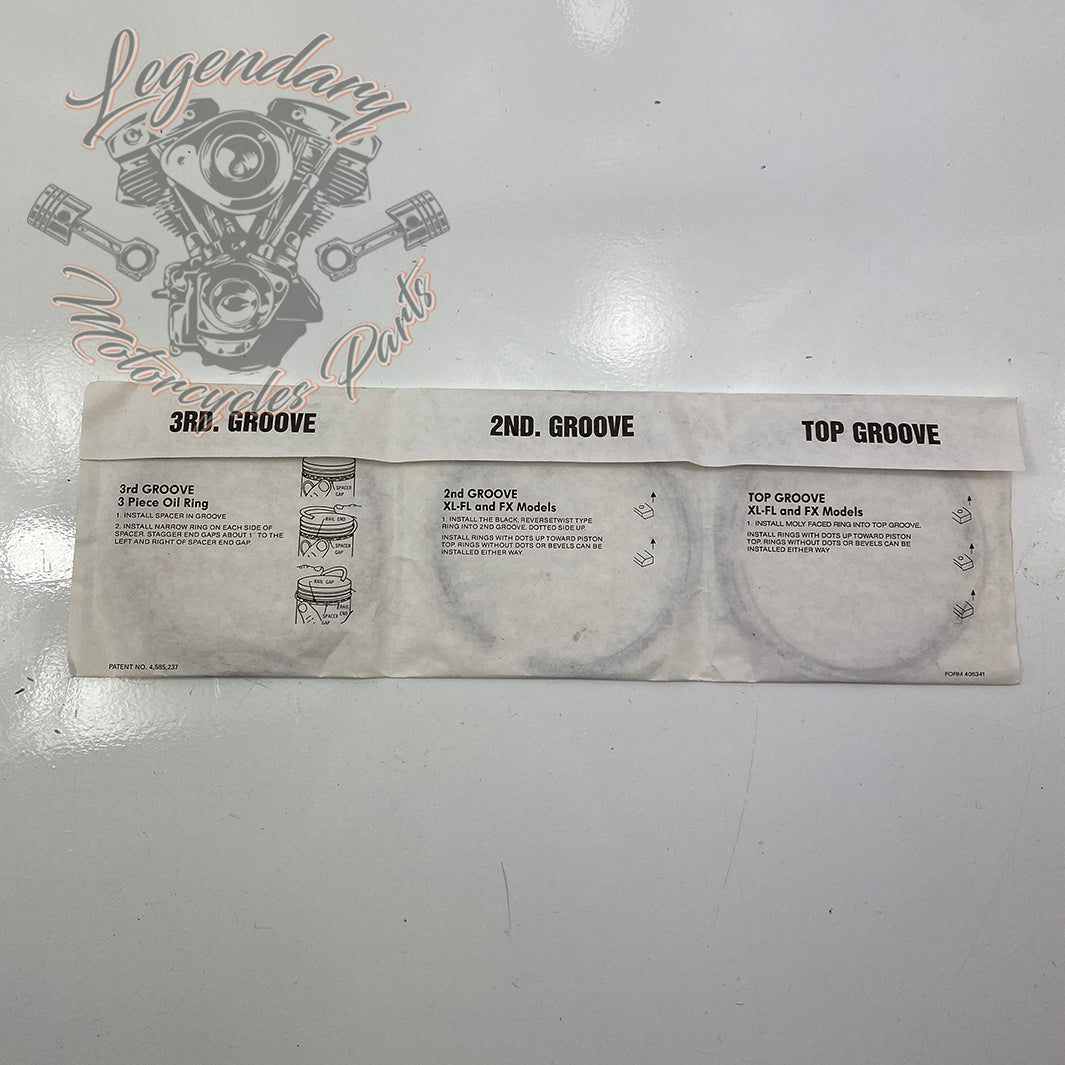 Legendary
Motorcycles Parts
3RD. GROOVE
2ND. GROOVE
TOP GROOVE
3rd GROOVE
3 Piece Oil Ring
1. INSTALL SPACER IN GROOVE
2. INSTALL NARROW RING ON EACH SIDE OF
SPACER. STAGGER END GAPS ABOUT 1" TO THE
LEFT AND RIGHT OF SPACER END GAP.
SPACER
GAP
RAIL END
SPACER
GAP
RAIL GAP
RAIL
END
SPACER
GAP
PATENT NO. 4,585,237
2nd GROOVE
XL-FL and FX Models
1. INSTALL THE BLACK, REVERSETWIST TYPE
RING INTO 2ND GROOVE, DOTTED SIDE UP.
INSTALL RINGS WITH DOTS UP TOWARD PISTON
TOP. RINGS WITHOUT DOTS OR BEVELS CAN BE
INSTALLED EITHER WAY.
TOP GROOVE
XL-FL and FX Models
1. INSTALL MOLY FACED RING INTO TOP GROOVE.
INSTALL RINGS WITH DOTS UP TOWARD PISTON
TOP. RINGS WITHOUT DOTS OR BEVELS CAN BE
INSTALLED EITHER WAY
FORM 406341